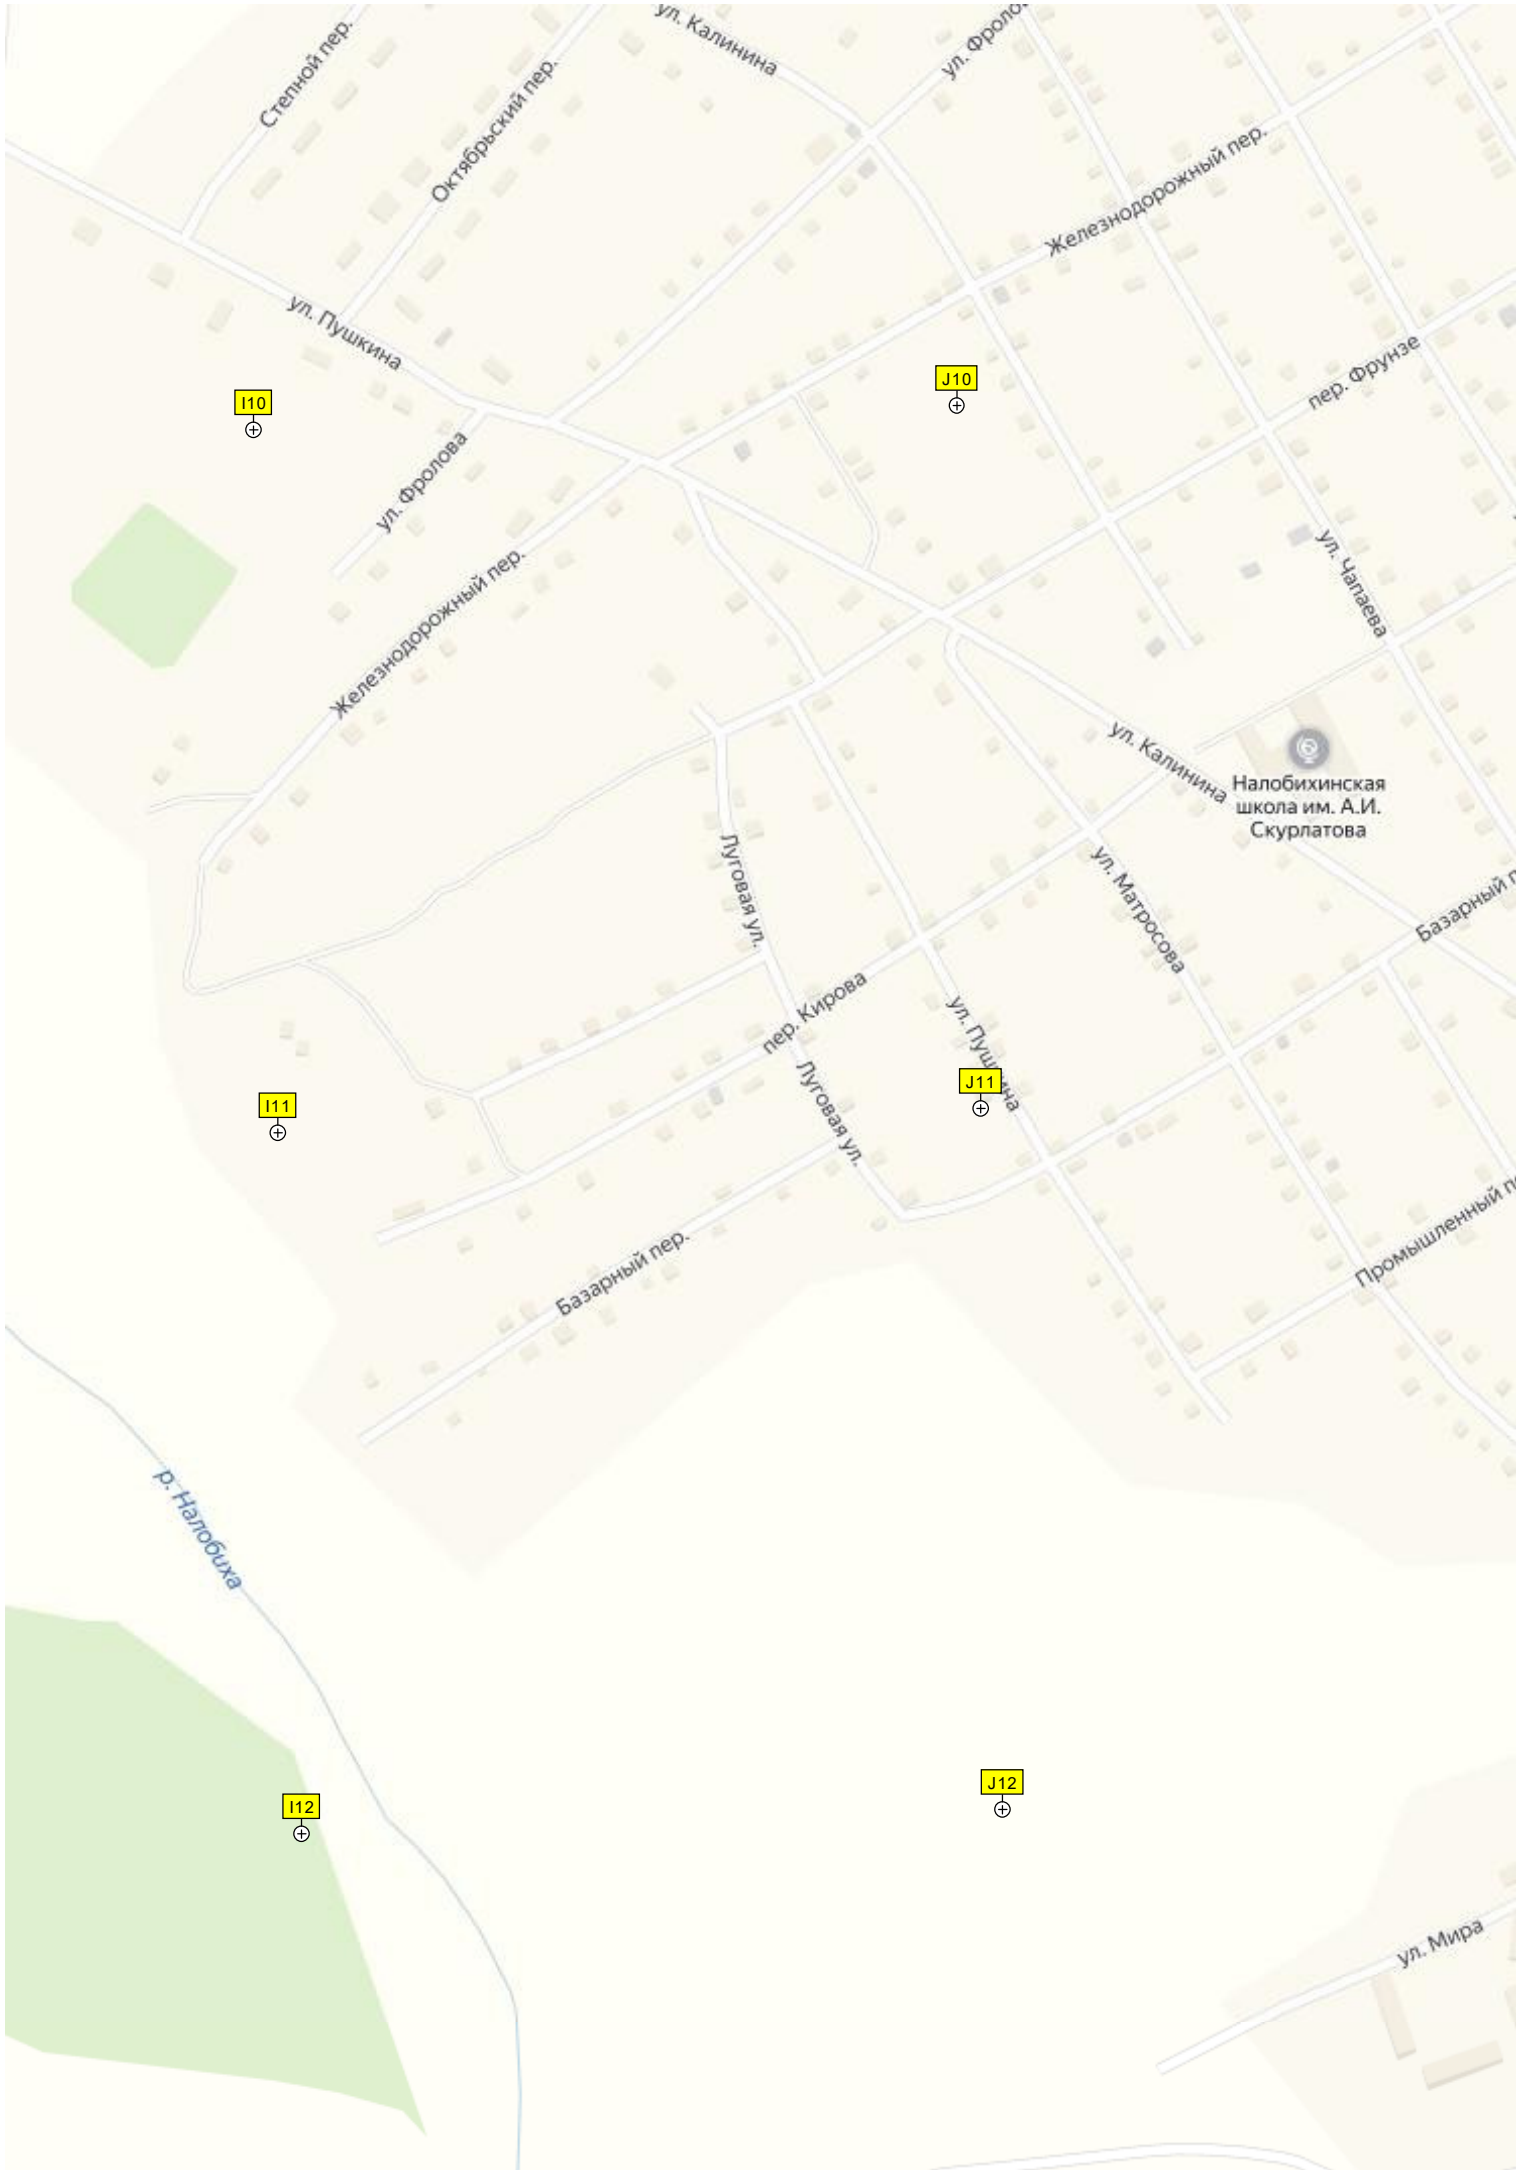 ул. Калинина
ул. Фроло
Степной пер.
Октябрьский пер.
Железнодорожный пер.
ул. Пушкина
пер. Фрунзе
J10
I10
ул. Фролова
ул. Чапаева
Железнодорожный пер.
ул. Калинина
Налобихинская
школа им. А.И.
Скурлатова
Луговая ул.
ул. Матросова
Базарный п
пер. Кирова
ул. Пушкина
J11
I11
Луговая ул.
Промышленный п
Базарный пер.
р. Налобиха
J12
I12
ул. Мира